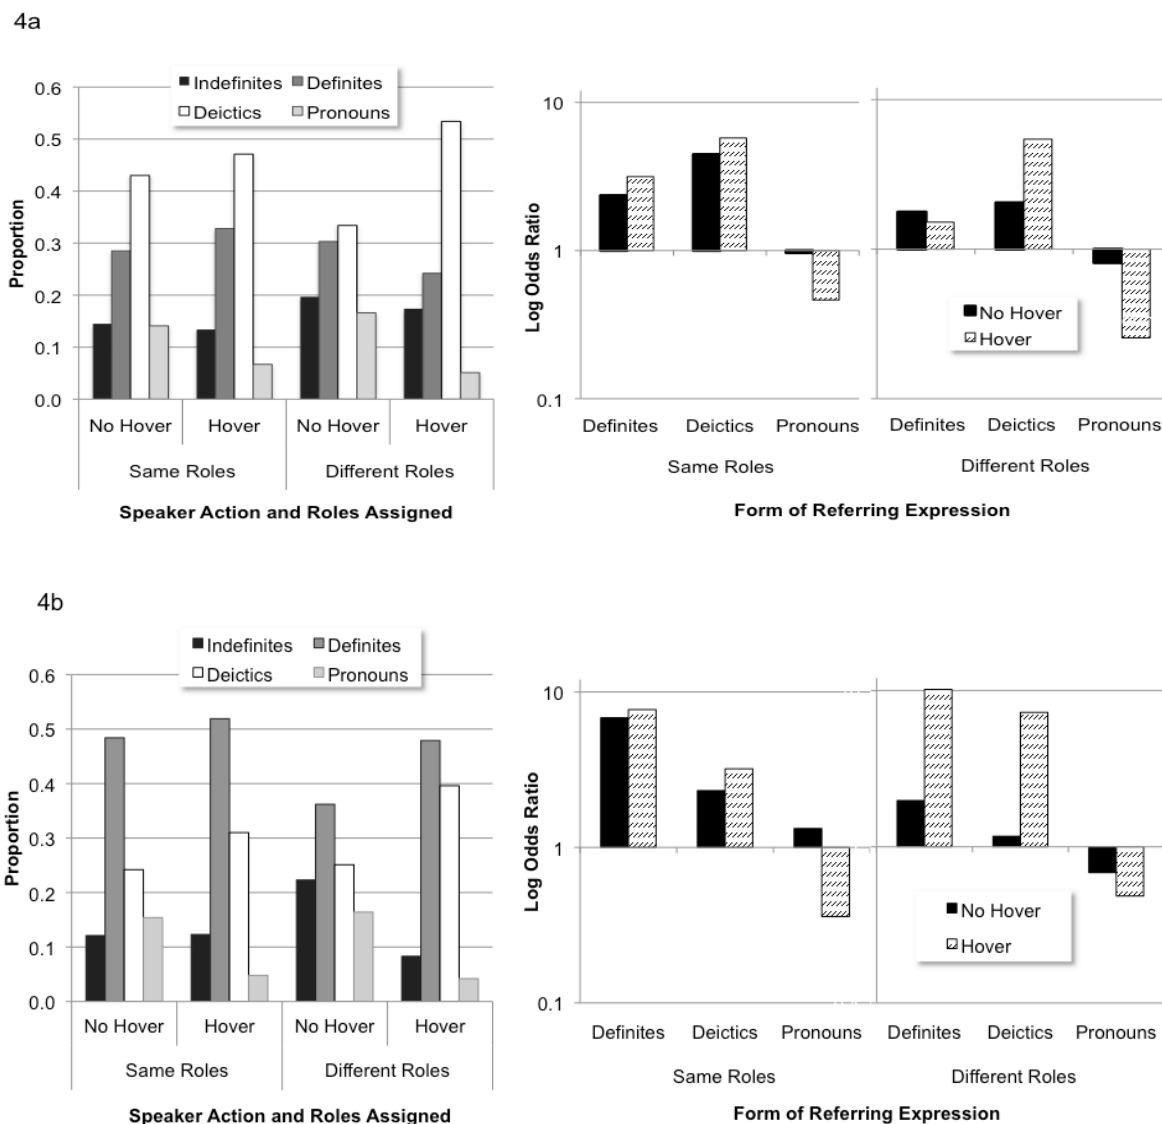 4a
Indefinites Definites
Deictics Pronouns
Proportion
0.6
0.5
0.4
0.3
0.2
0.1
0.0
No Hover Hover No Hover Hover
Same Roles Different Roles
Speaker Action and Roles Assigned
Log Odds Ratio
10
1
0.1
No Hover
Hover
Definites Deictics Pronouns Definites Deictics Pronouns
Same Roles Different Roles
Form of Referring Expression
4b
Indefinites Definites
Deictics Pronouns
Proportion
0.6
0.5
0.4
0.3
0.2
0.1
0.0
No Hover Hover No Hover Hover
Same Roles Different Roles
Speaker Action and Roles Assigned
Log Odds Ratio
10
1
0.1
No Hover
Hover
Definites Deictics Pronouns Definites Deictics Pronouns
Same Roles Different Roles
Form of Referring Expression